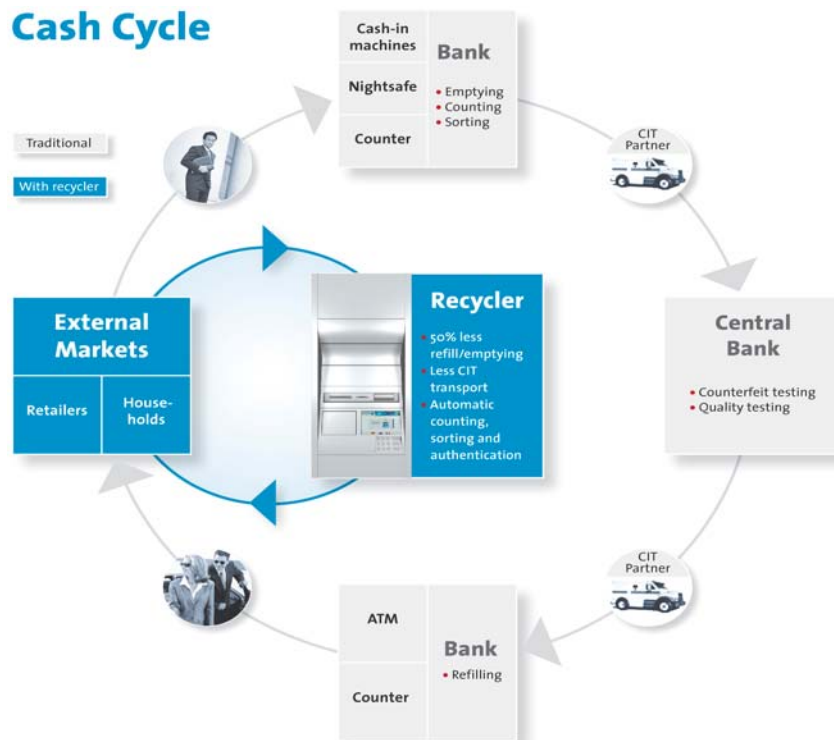 Cash Cycle
Cash-in
machines
Nightsafe
Counter
Bank
• Emptying
• Counting
• Sorting
Traditional
With recycler
CIT
Partner
External
Markets
Retailers
House-
holds
Recycler
• 50% less
refill/emptying
• Less CIT
transport
• Automatic
counting,
sorting and
authentication
Central
Bank
• Counterfeit testing
• Quality testing
CIT
Partner
ATM
Counter
Bank
• Refilling